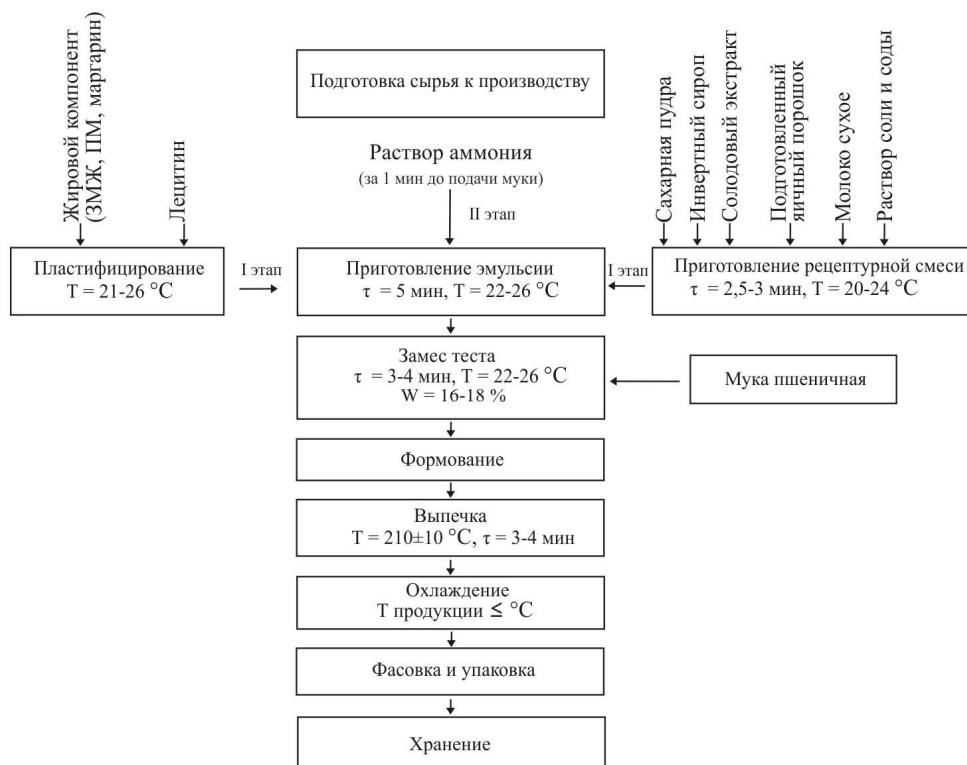 Подготовка сырья к производству
Жировой компонент
(ЗМЖ, ПМ, маргарин)
Лецитин
Раствор аммония
(за 1 мин до подачи муки)
II этап
Сахарная пудра
Инвертный сироп
Солодовый экстракт
Подготовленный
яичный порошок
Молоко сухое
Раствор соли и соды
Пластифицирование
T = 21-26 °C
I этап
Приготовление эмульсии
τ = 5 мин, T = 22-26 °C
I этап
Приготовление рецептурной смеси
τ = 2,5-3 мин, T = 20-24 °C
Замес теста
τ = 3-4 мин, T = 22-26 °C
W = 16-18 %
Мука пшеничная
Формование
Выпечка
T = 210±10 °C, τ = 3-4 мин
Охлаждение
T продукции ≤ °C
Фасовка и упаковка
Хранение